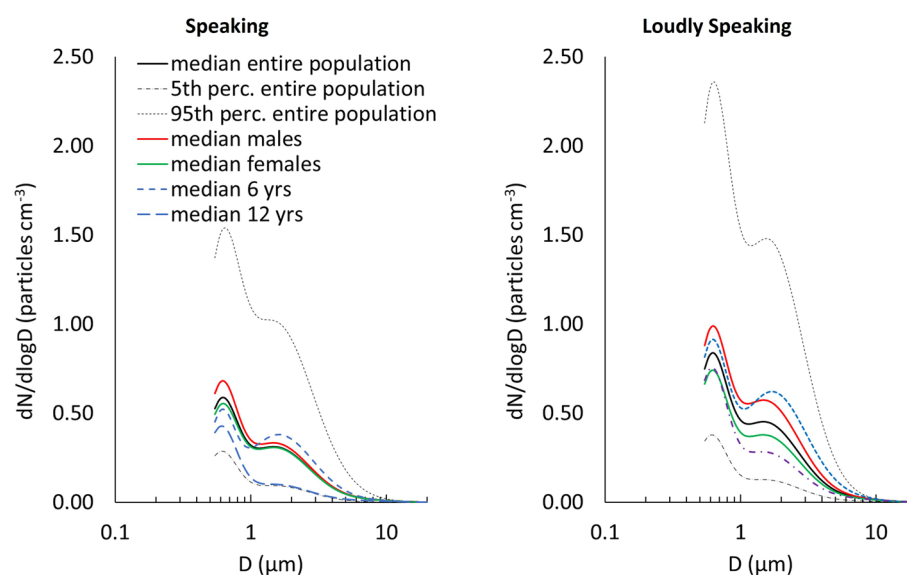 Speaking
Loudly Speaking
2.50
2.00
1.50
1.00
0.50
0.00
dN/dlogD (particles cm-3)
median entire population
5th perc. entire population
95th perc. entire population
median males
median females
median 6 yrs
median 12 yrs
0.1
1
10
D (µm)
2.50
2.00
1.50
1.00
0.50
0.00
dN/dlogD (particles cm-3)
0.1
1
10
D (µm)